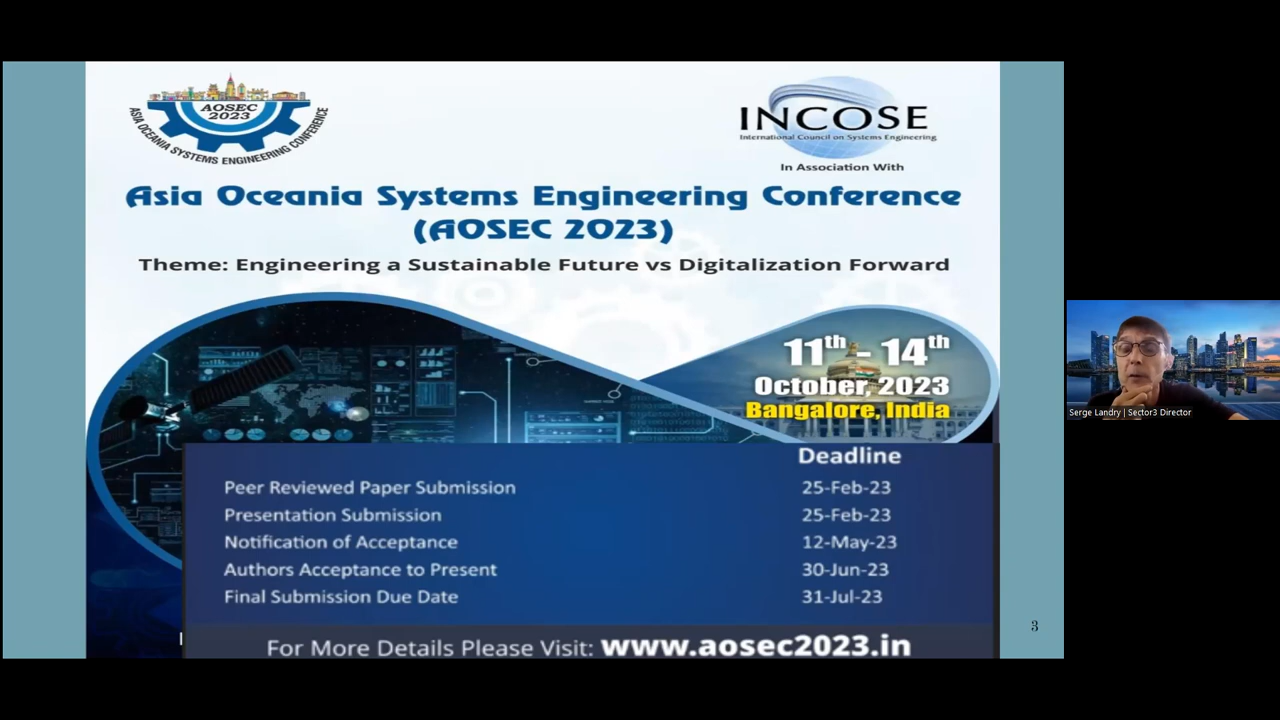 AOSEC
2023
ASIA OCEANIA SYSTEMS ENGINEERING CONFERENCE
INCOSE
International Council on Systems Engineering
In Association With
Asia Oceania Systems Engineering Conference
(AOSEC 2023)
Theme: Engineering a Sustainable Future vs Digitalization Forward
11th - 14th
October, 2023
Bangalore, India
Deadline
Peer Reviewed Paper Submission 25-Feb-23
Presentation Submission 25-Feb-23
Notification of Acceptance 12-May-23
Authors Acceptance to Present 30-Jun-23
Final Submission Due Date 31-Jul-23
For More Details Please Visit: www.aosec2023.in
3
Serge Landry | Sector3 Director